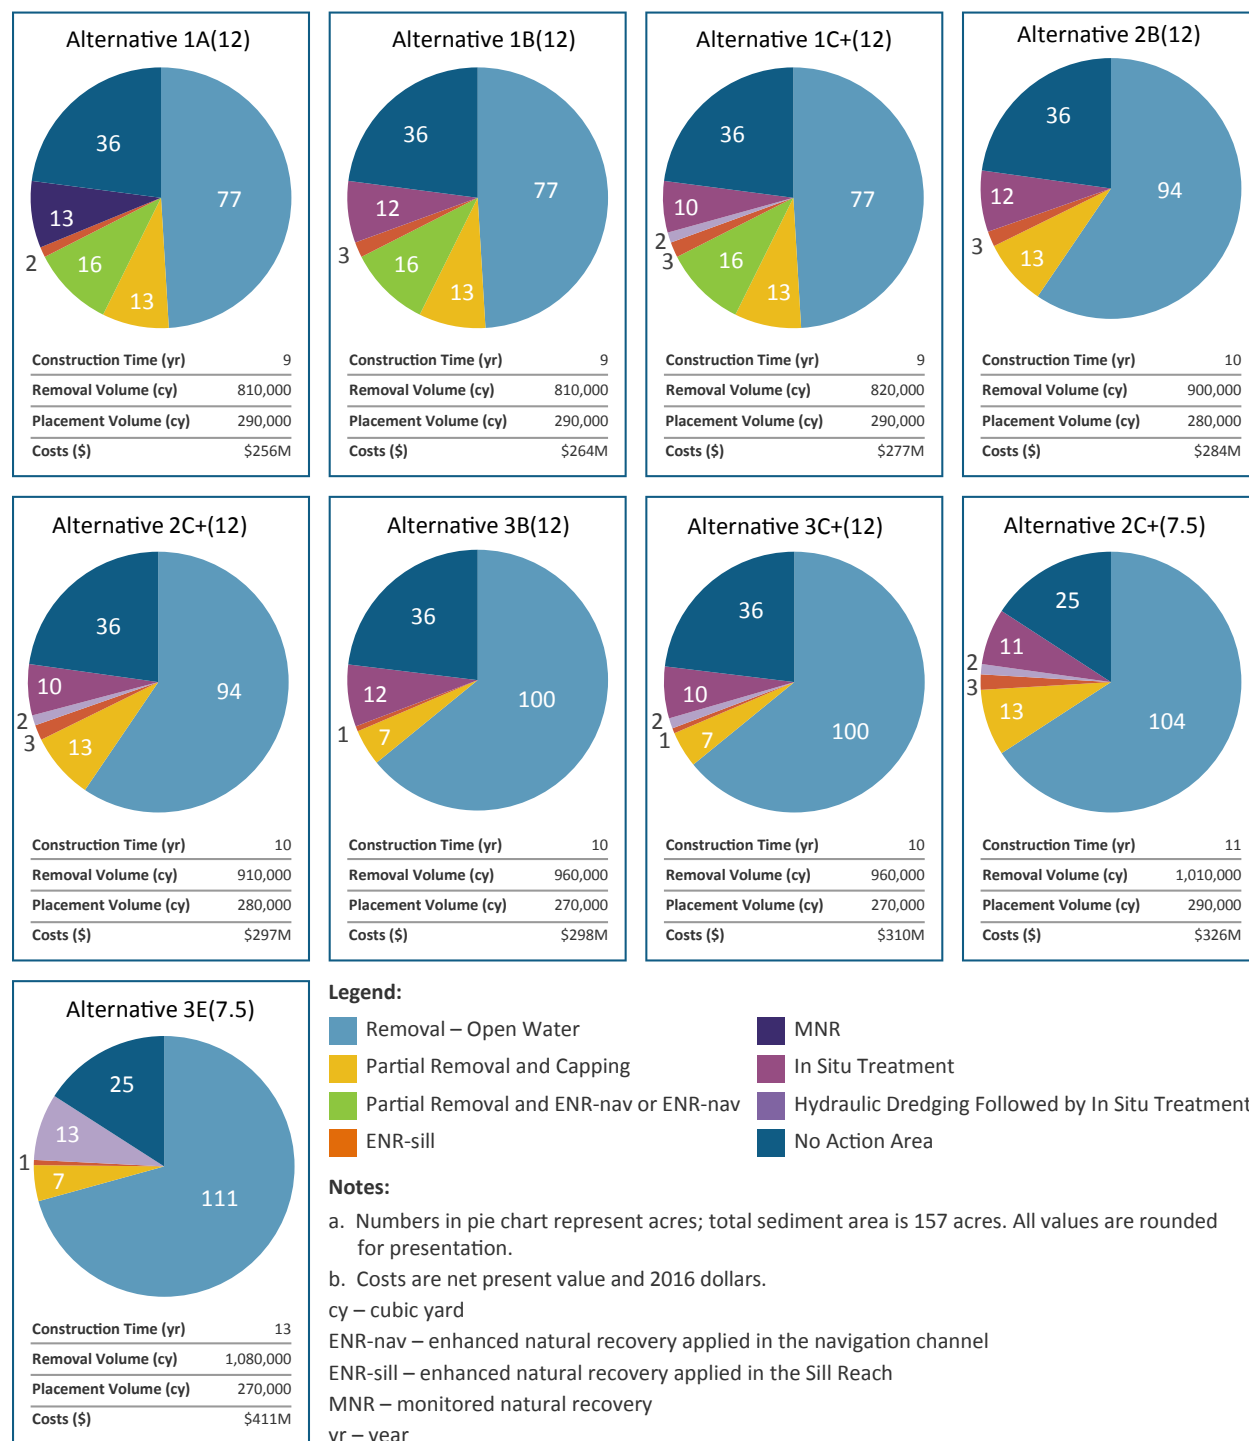 Alternative 1A(12)
36
77
13
2
16
13
Construction Time (yr) 9
Removal Volume (cy) 810,000
Placement Volume (cy) 290,000
Costs ($) $256M
Alternative 1B(12)
36
77
12
3
16
13
Construction Time (yr) 9
Removal Volume (cy) 810,000
Placement Volume (cy) 290,000
Costs ($) $264M
Alternative 1C+(12)
36
77
10
2
3
16
13
Construction Time (yr) 9
Removal Volume (cy) 820,000
Placement Volume (cy) 290,000
Costs ($) $277M
Alternative 2B(12)
36
94
12
3
13
Construction Time (yr) 10
Removal Volume (cy) 900,000
Placement Volume (cy) 280,000
Costs ($) $284M
Alternative 2C+(12)
36
94
10
2
3
13
Construction Time (yr) 10
Removal Volume (cy) 910,000
Placement Volume (cy) 280,000
Costs ($) $297M
Alternative 3B(12)
36
100
12
1
7
Construction Time (yr) 10
Removal Volume (cy) 960,000
Placement Volume (cy) 270,000
Costs ($) $298M
Alternative 3C+(12)
36
100
10
2
1
7
Construction Time (yr) 10
Removal Volume (cy) 960,000
Placement Volume (cy) 270,000
Costs ($) $310M
Alternative 2C+(7.5)
25
11
2
3
13
104
Construction Time (yr) 11
Removal Volume (cy) 1,010,000
Placement Volume (cy) 290,000
Costs ($) $326M
Alternative 3E(7.5)
25
13
1
7
111
Construction Time (yr) 13
Removal Volume (cy) 1,080,000
Placement Volume (cy) 270,000
Costs ($) $411M
Legend:
Removal – Open Water
Partial Removal and Capping
Partial Removal and ENR-nav or ENR-nav
ENR-sill
MNR
In Situ Treatment
Hydraulic Dredging Followed by In Situ Treatment
No Action Area
Notes:
a. Numbers in pie chart represent acres; total sediment area is 157 acres. All values are rounded
for presentation.
b. Costs are net present value and 2016 dollars.
cy – cubic yard
ENR-nav – enhanced natural recovery applied in the navigation channel
ENR-sill – enhanced natural recovery applied in the Sill Reach
MNR – monitored natural recovery
yr – year